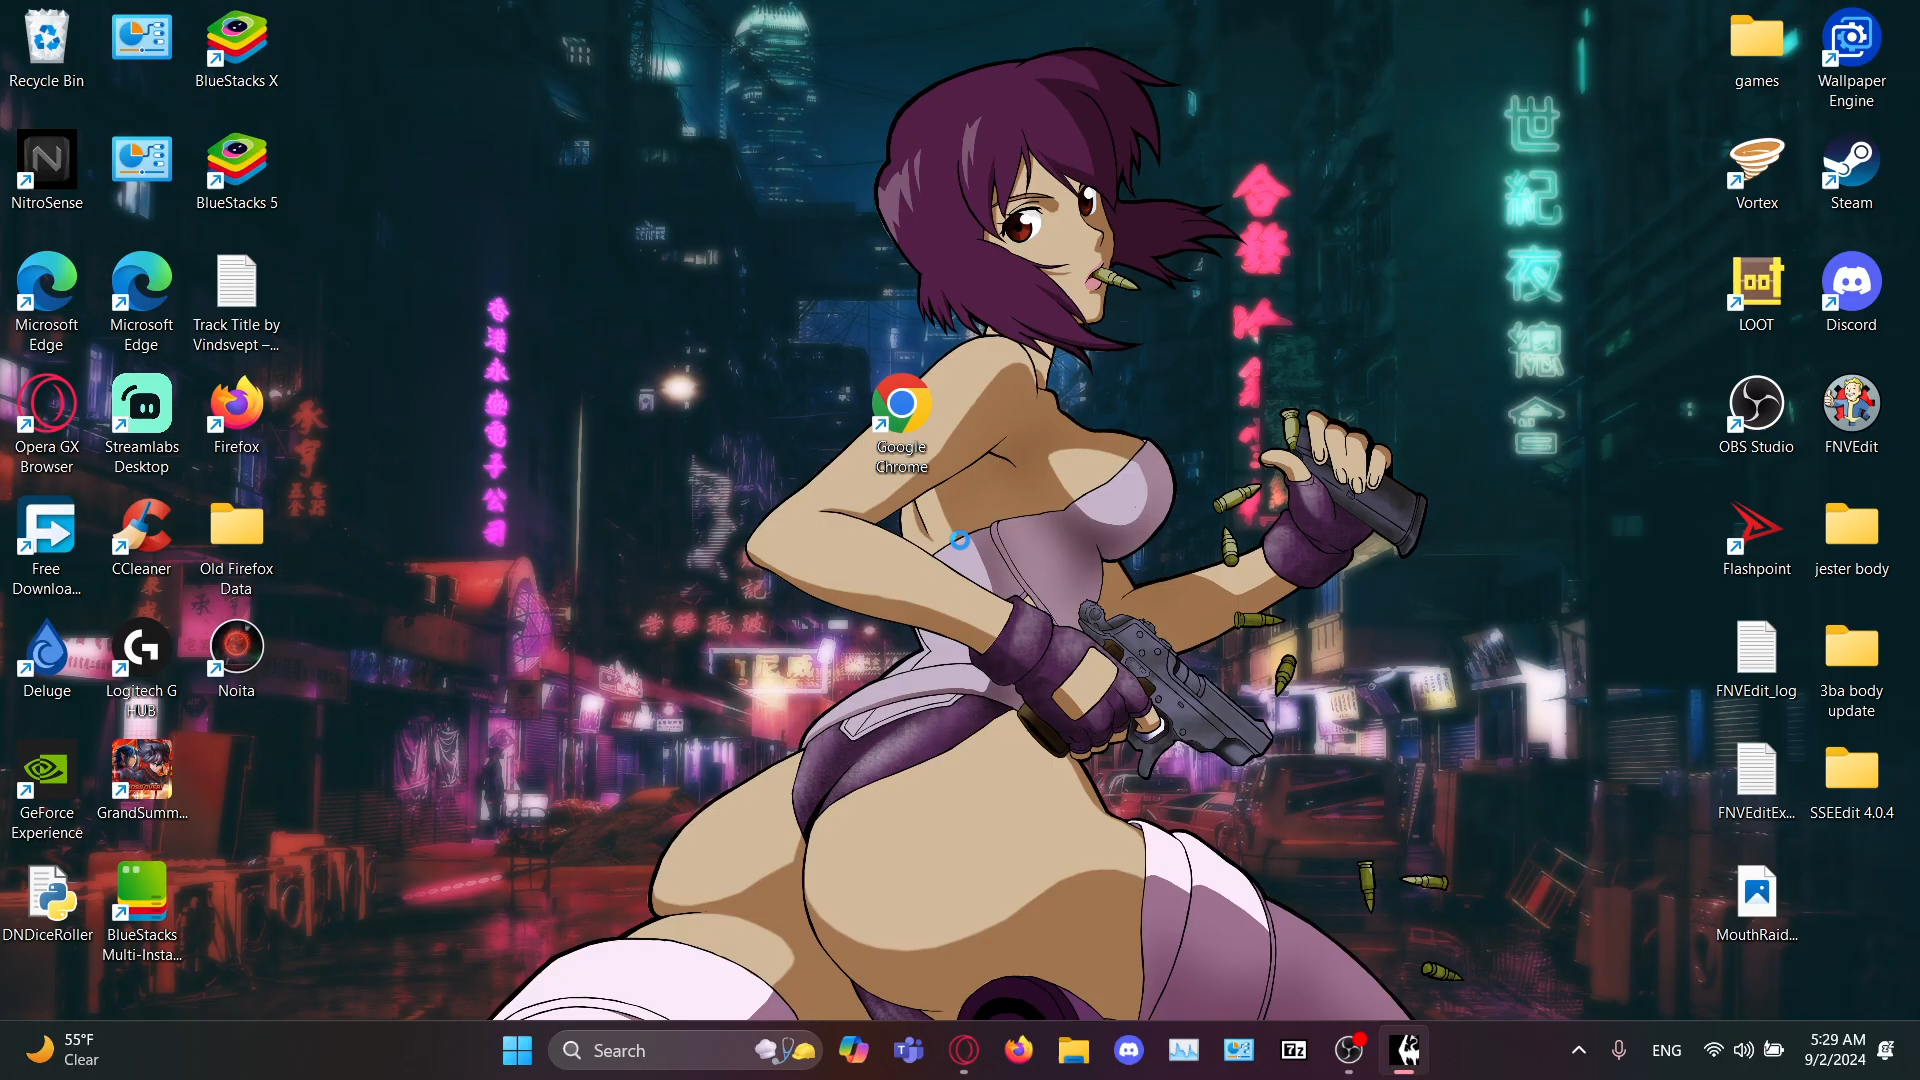 Recycle Bin
BlueStacks X
NitroSense
BlueStacks 5
Microsoft
Edge
Microsoft
Edge
Track Title by
Vindsvept –...
Opera GX
Browser
Streamlabs
Desktop
Firefox
Free
Downloa...
CCleaner
Old Firefox
Data
Deluge
Logitech G
HUB
Noita
GeForce
Experience
GrandSumm...
DNDiceRoller
BlueStacks
Multi-Insta...
Google
Chrome
games
Wallpaper
Engine
Vortex
Steam
LOOT
Discord
OBS Studio
FNVEdit
Flashpoint
jester body
FNVEdit_log
3ba body
update
FNVEditEx...
SSEEdit 4.0.4
MouthRaid...
世紀夜總會
55°F
Clear
Search
7z
ENG
5:29 AM
9/2/2024